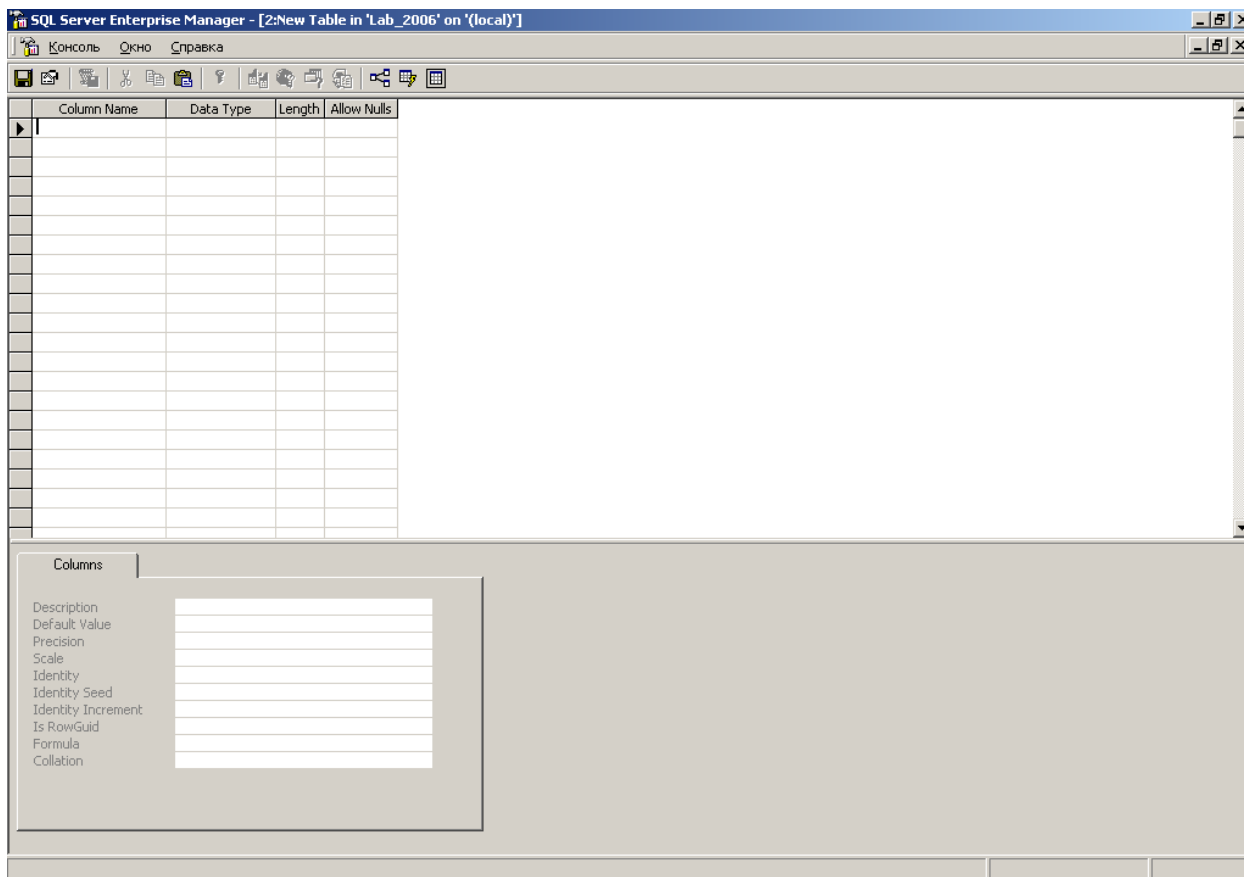 SQL Server Enterprise Manager - [2:New Table in 'Lab_2006' on '(local)']
Консоль Окно Справка
Column Name Data Type Length Allow Nulls
Columns
Description
Default Value
Precision
Scale
Identity
Identity Seed
Identity Increment
Is RowGuid
Formula
Collation